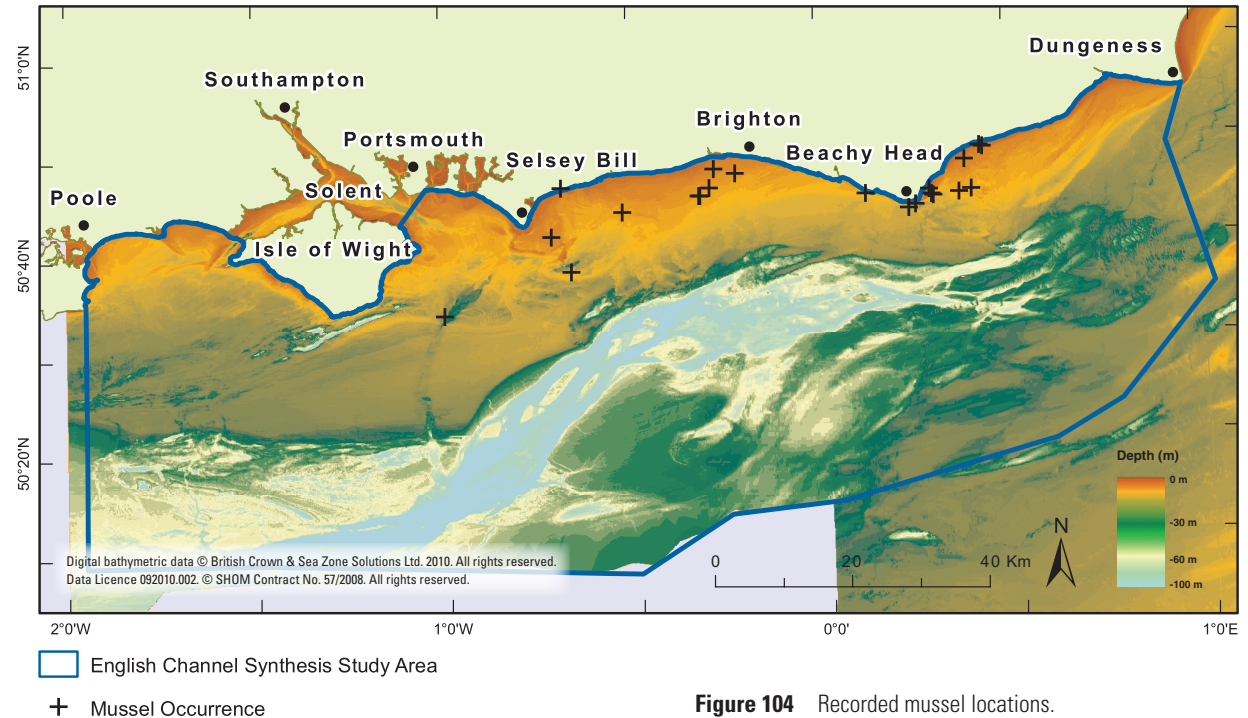 Dungeness
51°0'N
Southampton
Brighton
Portsmouth
Selsey Bill
Beachy Head
Solent
Poole
Isle of Wight
50°40'N
50°20'N
Depth (m)
0 m
-30 m
-60 m
-100 m
N
0 20 40 Km
Digital bathymetric data © British Crown & Sea Zone Solutions Ltd. 2010. All rights reserved.
Data Licence 092010.002. © SHOM Contract No. 57/2008. All rights reserved.
2°0'W 1°0'W 0°0' 1°0'E
English Channel Synthesis Study Area
Mussel Occurrence
Figure 104 Recorded mussel locations.